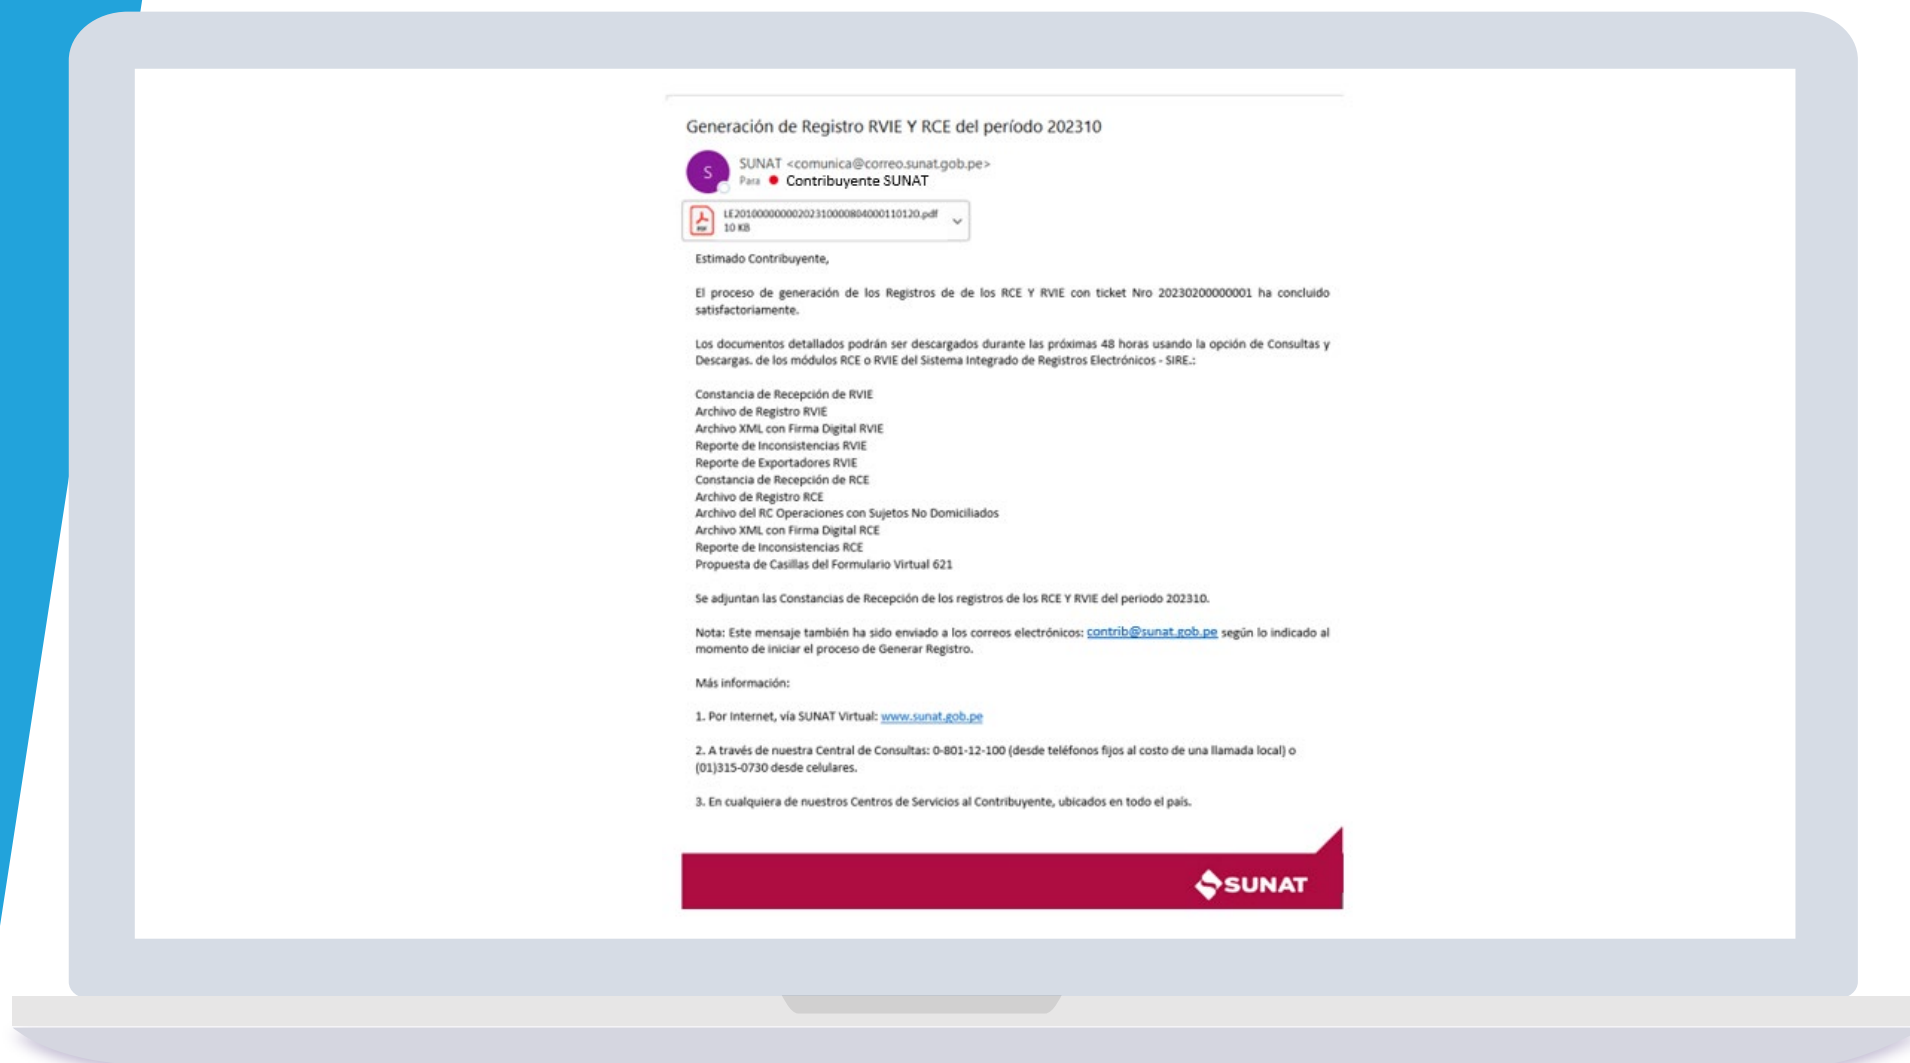 Generación de Registro RVIE Y RCE del período 202310
S
SUNAT <comunica@correo.sunat.gob.pe>
Para Contribuyente SUNAT
PDF
LE2010000000020231000804000110120.pdf
10 KB
Estimado Contribuyente,
El proceso de generación de los Registros de de los RCE Y RVIE con ticket Nro 20230200000001 ha concluido
satisfactoriamente.
Los documentos detallados podrán ser descargados durante las próximas 48 horas usando la opción de Consultas y
Descargas. de los módulos RCE o RVIE del Sistema Integrado de Registros Electrónicos - SIRE.:
Constancia de Recepción de RVIE
Archivo de Registro RVIE
Archivo XML con Firma Digital RVIE
Reporte de Inconsistencias RVIE
Reporte de Exportadores RVIE
Constancia de Recepción de RCE
Archivo de Registro RCE
Archivo del RC Operaciones con Sujetos No Domiciliados
Archivo XML con Firma Digital RCE
Reporte de Inconsistencias RCE
Propuesta de Casillas del Formulario Virtual 621
Se adjuntan las Constancias de Recepción de los registros de los RCE Y RVIE del periodo 202310.
Nota: Este mensaje también ha sido enviado a los correos electrónicos: contrib@sunat.gob.pe según lo indicado al
momento de iniciar el proceso de Generar Registro.
Más información:
1. Por Internet, vía SUNAT Virtual: www.sunat.gob.pe
2. A través de nuestra Central de Consultas: 0-801-12-100 (desde teléfonos fijos al costo de una llamada local) o
(01)315-0730 desde celulares.
3. En cualquiera de nuestros Centros de Servicios al Contribuyente, ubicados en todo el país.
SUNAT